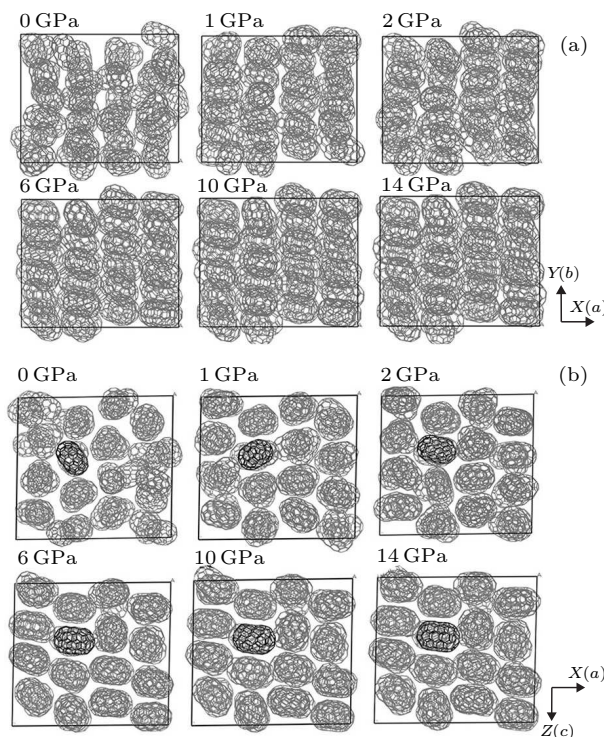 0 GPa 1 GPa 2 GPa (a)
6 GPa 10 GPa 14 GPa
Y(b)
X(a)
0 GPa 1 GPa 2 GPa (b)
6 GPa 10 GPa 14 GPa
X(a)
Z(c)